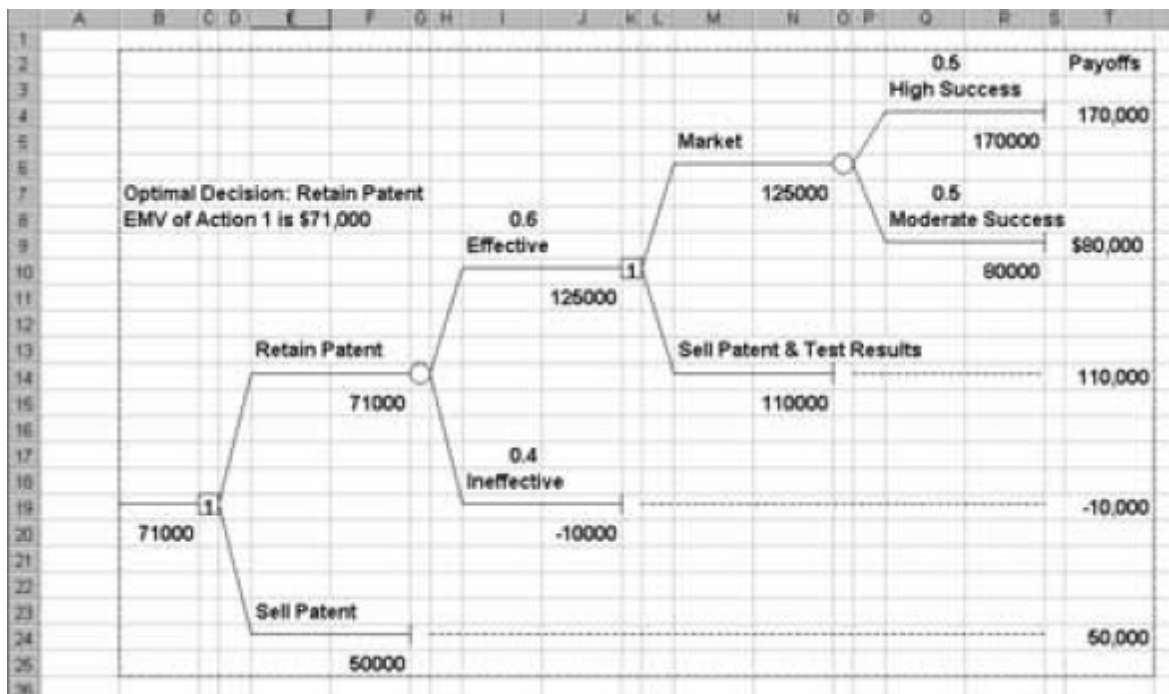 A B C D E F G H I J K L M N O P Q R S T
1
2 0.5 Payoffs
3 High Success
4 170,000
5 Market 170000
6
7 Optimal Decision: Retain Patent 125000 0.5
8 EMV of Action 1 is $71,000 0.6 Moderate Success
9 Effective $80,000
10 1 80000
11 125000
12
13 Retain Patent Sell Patent & Test Results
14 110,000
15 71000 110000
16
17 0.4
18 Ineffective
19 1 -10,000
20 71000 -10000
21
22
23 Sell Patent
24 50,000
25 50000
26